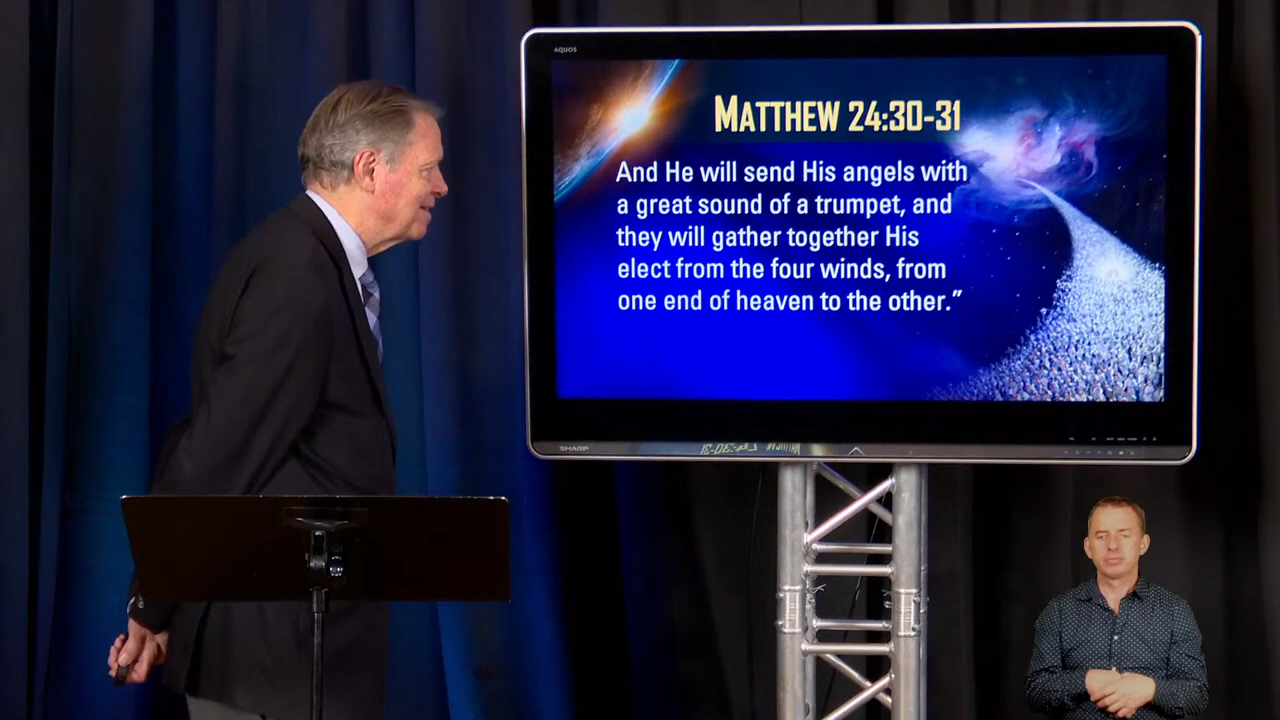 AQUOS
MATTHEW 24:30-31
And He will send His angels with
a great sound of a trumpet, and
they will gather together His
elect from the four winds, from
one end of heaven to the other.”
SHARP